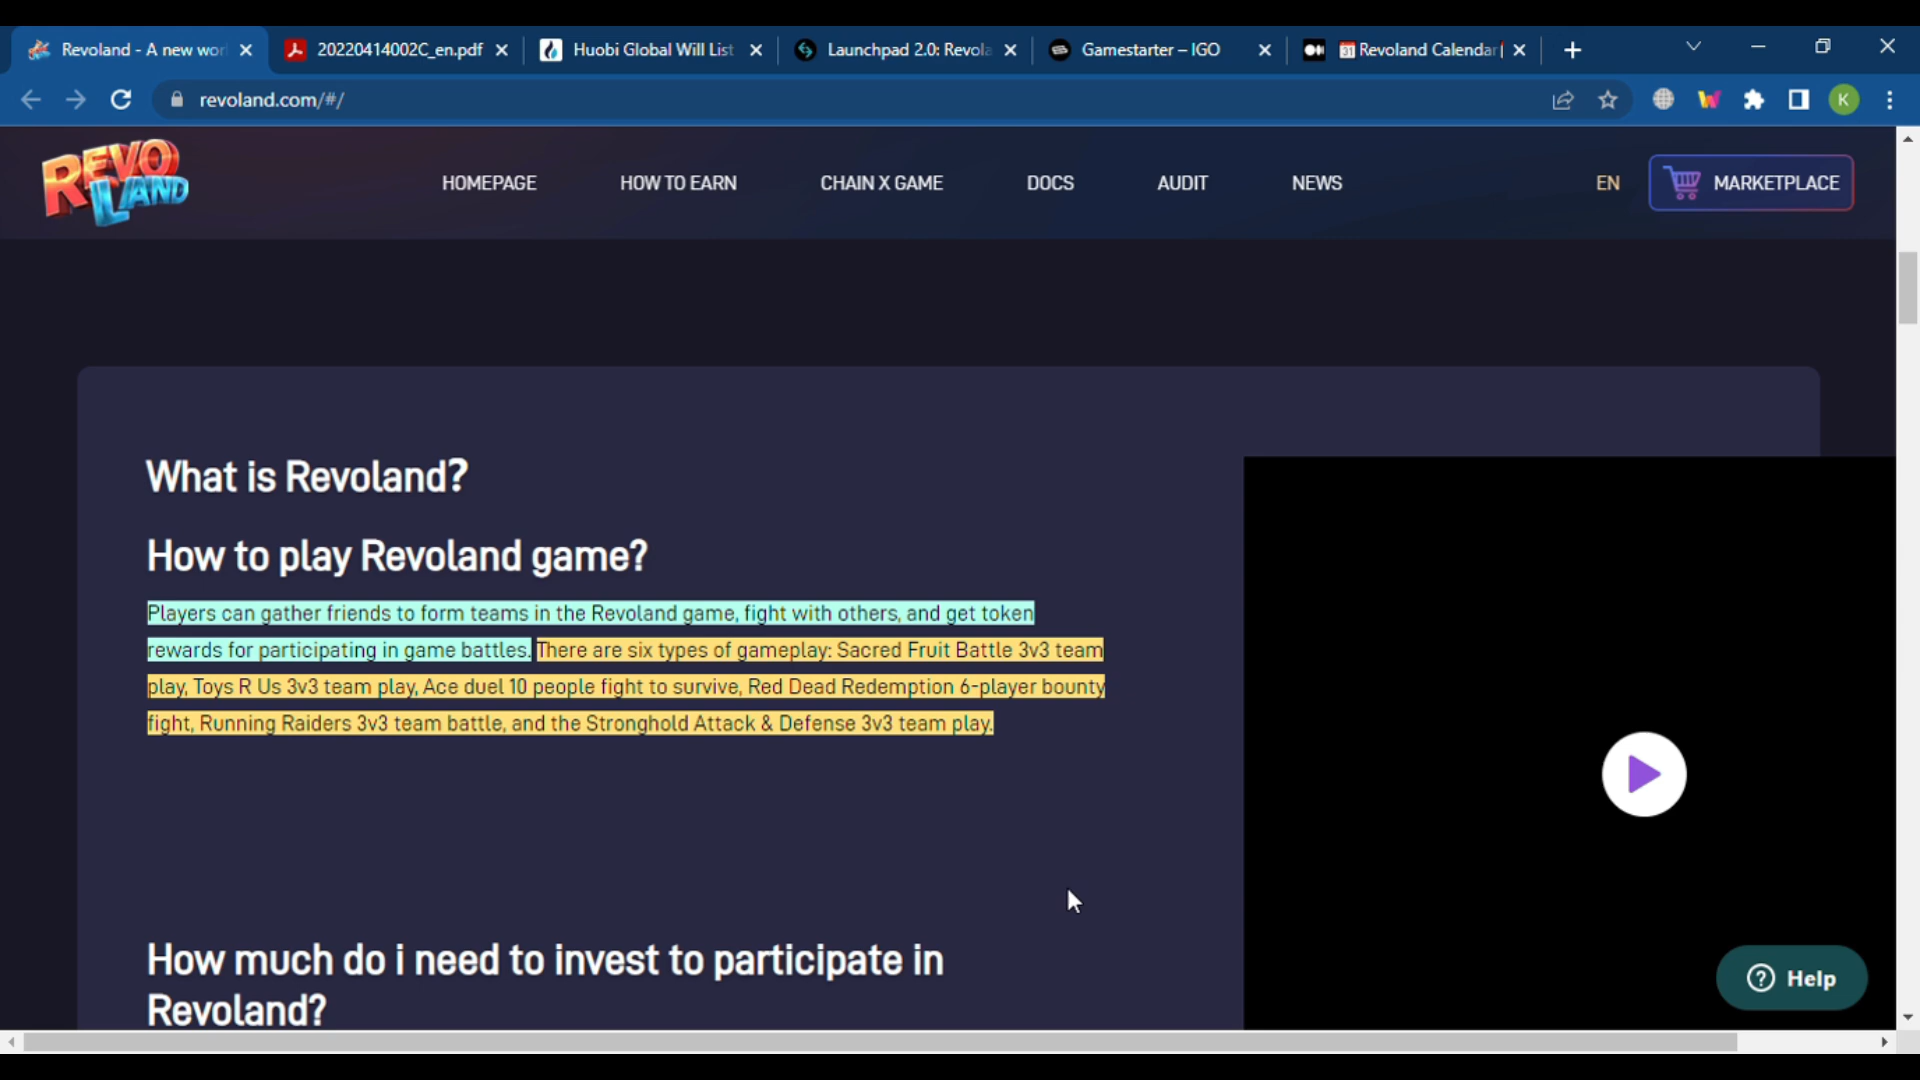 Revoland - A new wor
20220414002C_en.pdf
Huobi Global Will List
Launchpad 2.0: Revola
Gamestarter – IGO
31 Revoland Calendar
revoland.com/#/
K
REVO
LAND
HOMEPAGE
HOW TO EARN
CHAIN X GAME
DOCS
AUDIT
NEWS
EN
MARKETPLACE
What is Revoland?
How to play Revoland game?
Players can gather friends to form teams in the Revoland game, fight with others, and get token
rewards for participating in game battles. There are six types of gameplay: Sacred Fruit Battle 3v3 team
play, Toys R Us 3v3 team play, Ace duel 10 people fight to survive, Red Dead Redemption 6-player bounty
fight, Running Raiders 3v3 team battle, and the Stronghold Attack & Defense 3v3 team play.
How much do i need to invest to participate in
Revoland?
Help